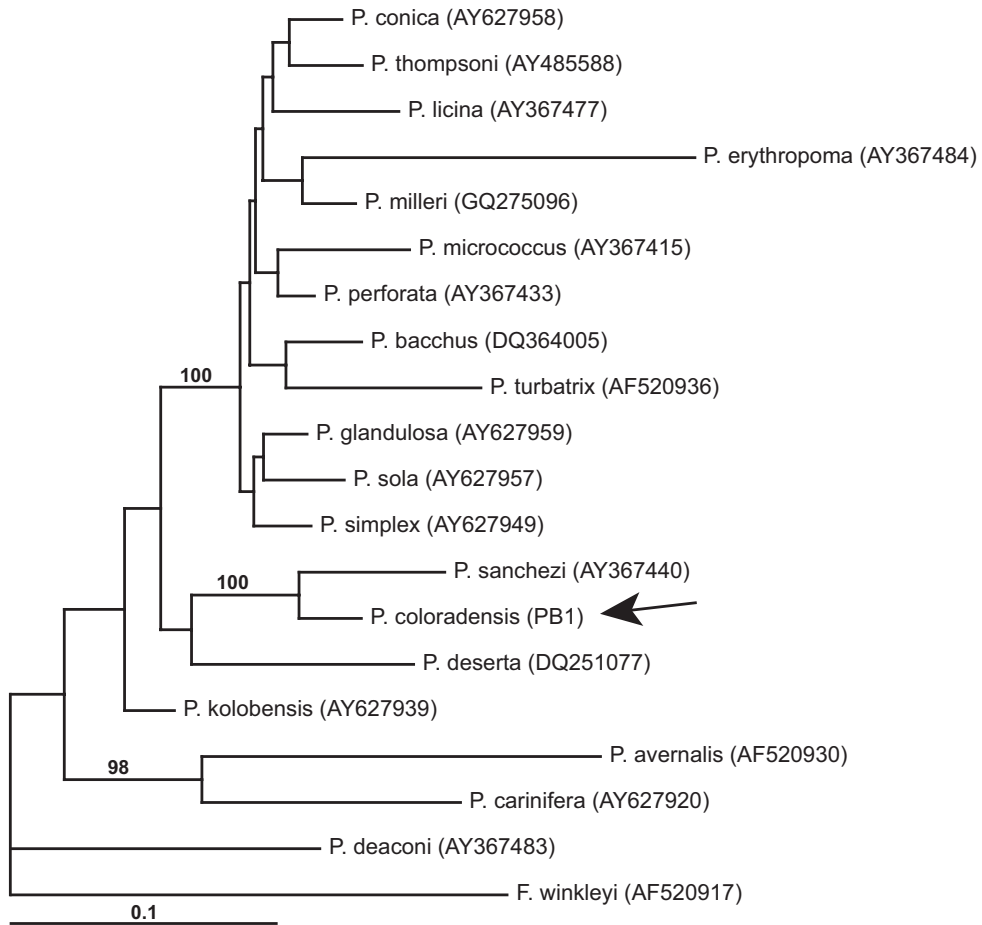 P. conica (AY627958)
P. thompsoni (AY485588)
P. licina (AY367477)
P. erythropoma (AY367484)
P. milleri (GQ275096)
P. micrococcus (AY367415)
P. perforata (AY367433)
P. bacchus (DQ364005)
100
P. turbatrix (AF520936)
P. glandulosa (AY627959)
P. sola (AY627957)
P. simplex (AY627949)
P. sanchezi (AY367440)
100
P. coloradensis (PB1)
P. deserta (DQ251077)
P. kolobensis (AY627939)
P. avernalis (AF520930)
98
P. carinifera (AY627920)
P. deaconi (AY367483)
F. winkleyi (AF520917)
0.1